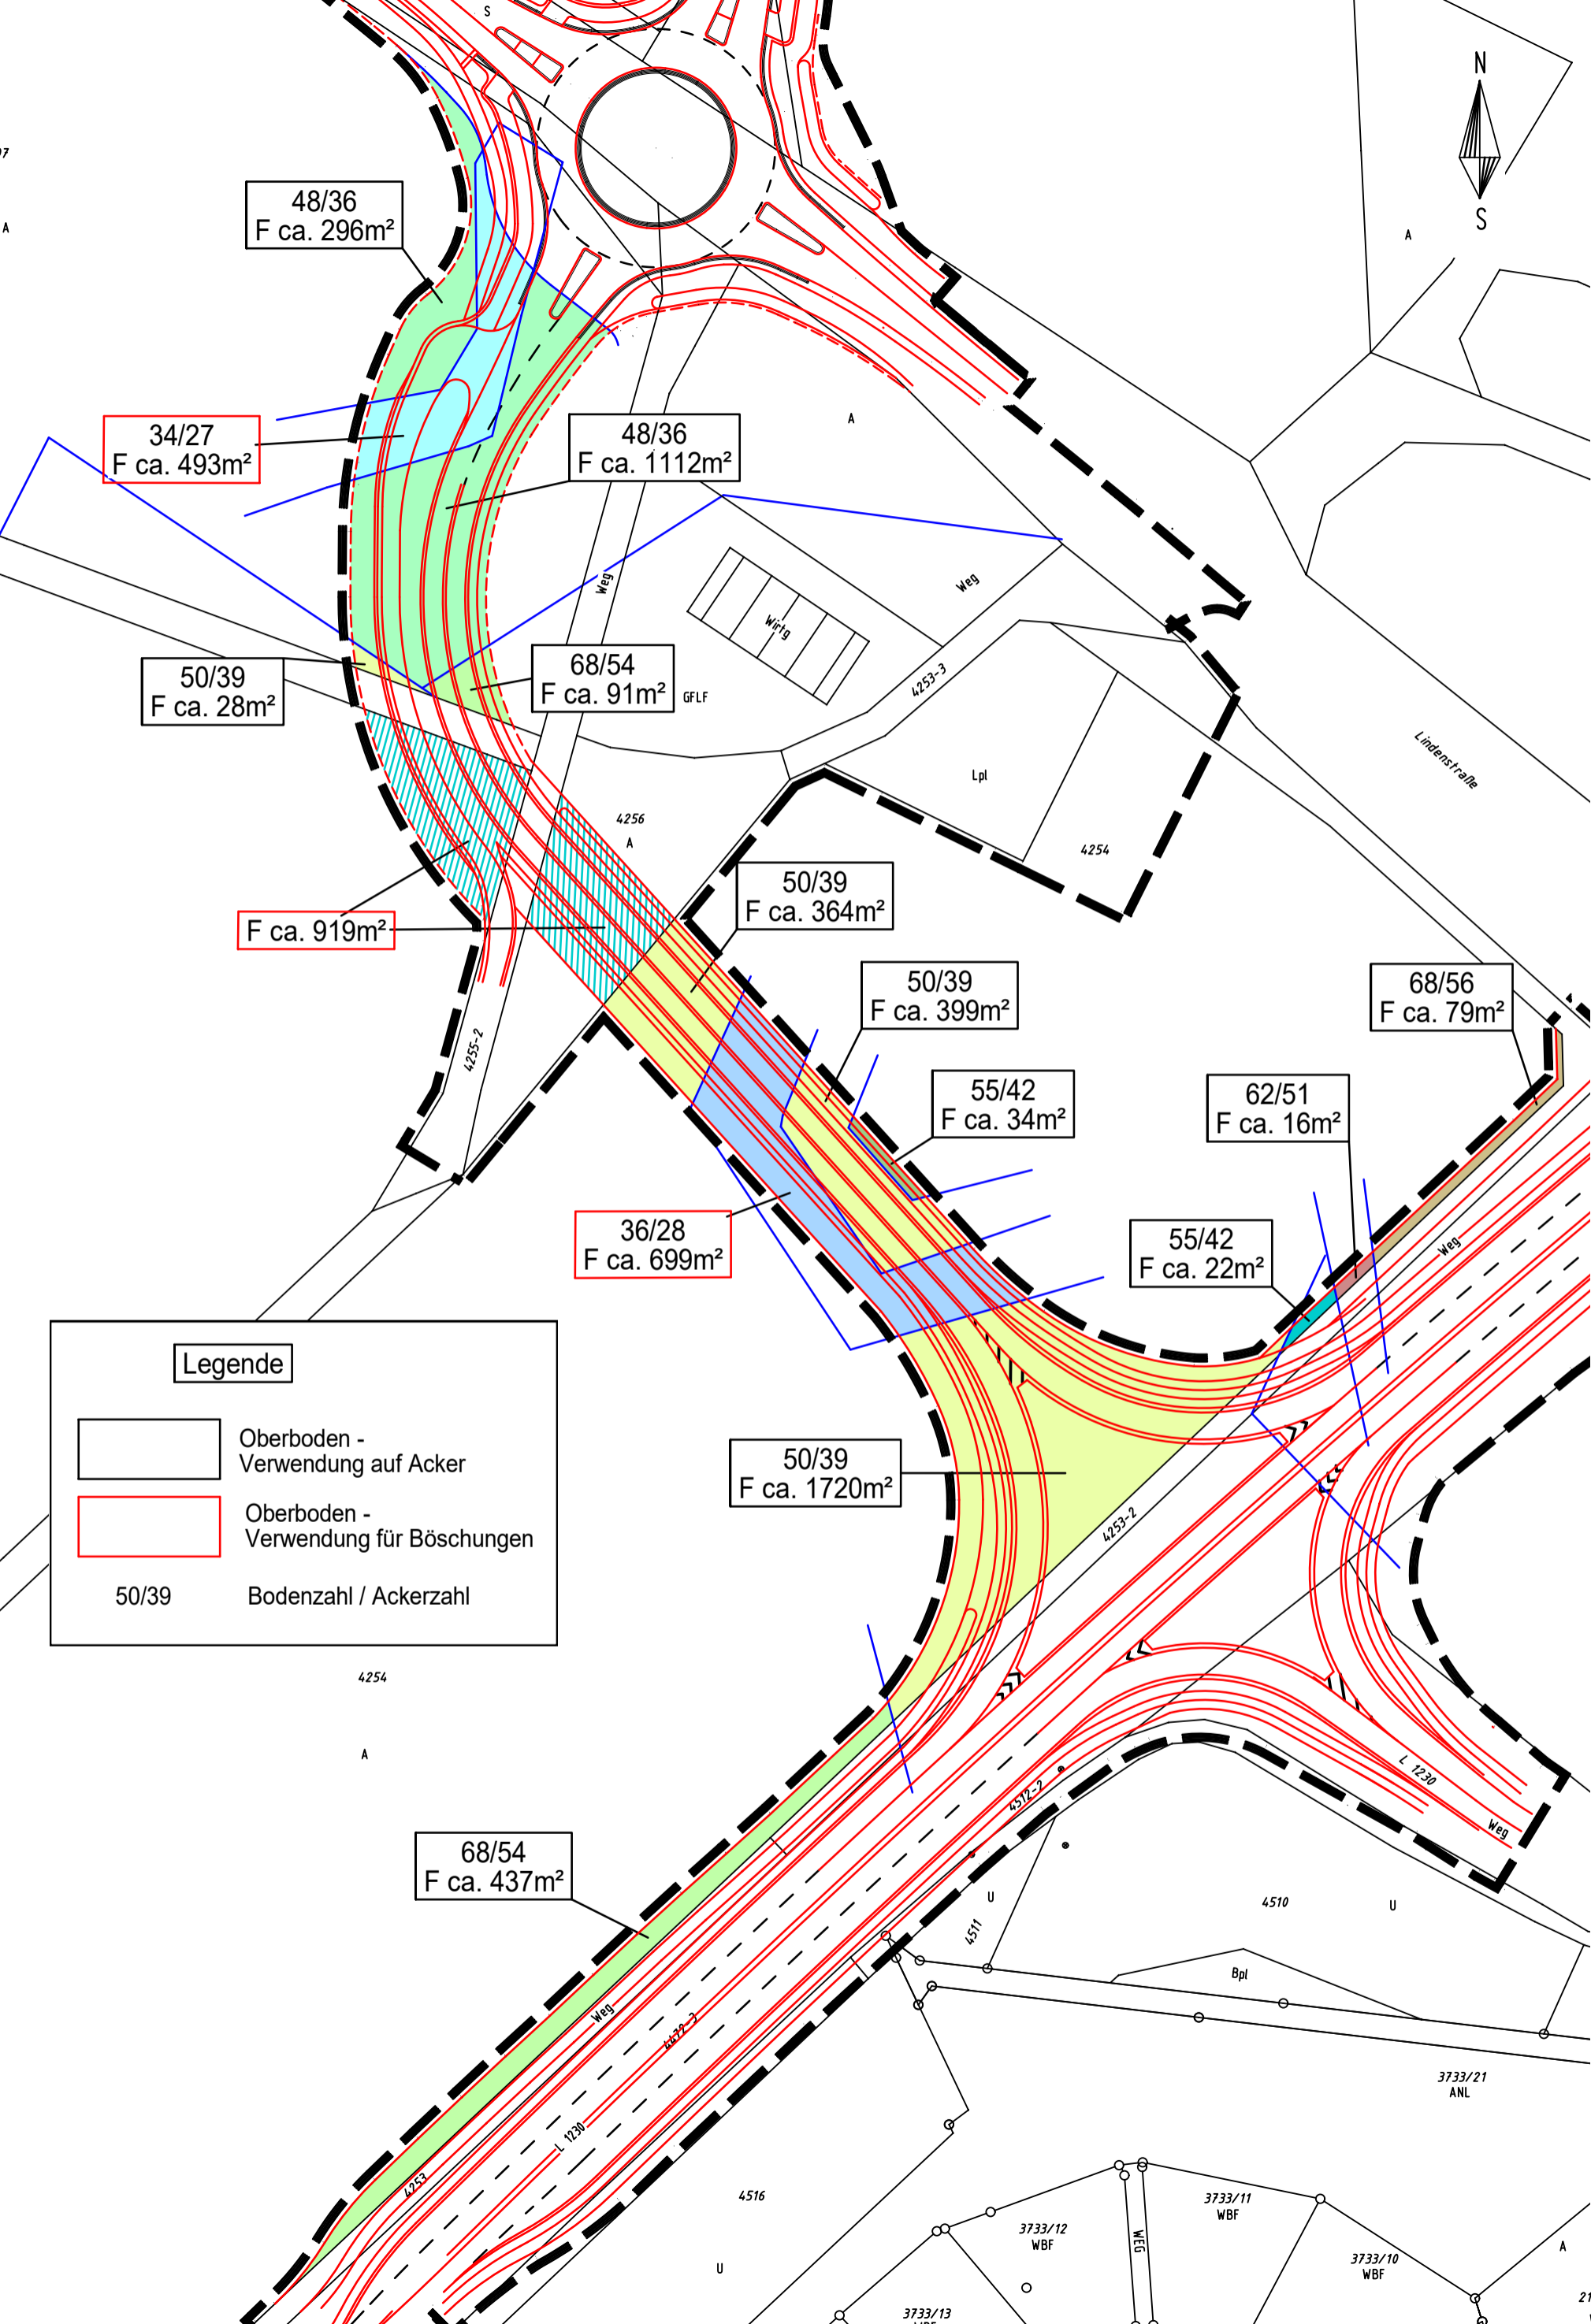 S
N
S
A
A
48/36
F ca. 296m²
34/27
F ca. 493m²
48/36
F ca. 1112m²
A
Weg
Weg
Wirtg
50/39
F ca. 28m²
68/54
F ca. 91m²
GFLF
4253-3
Lpl
Lindenstraße
4256
A
4254
50/39
F ca. 364m²
F ca. 919m²
50/39
F ca. 399m²
68/56
F ca. 79m²
4255-2
55/42
F ca. 34m²
62/51
F ca. 16m²
36/28
F ca. 699m²
55/42
F ca. 22m²
Weg
Legende
Oberboden -
Verwendung auf Acker
Oberboden -
Verwendung für Böschungen
50/39
Bodenzahl / Ackerzahl
50/39
F ca. 1720m²
4253-2
4254
A
L 1230
Weg
4512-2
68/54
F ca. 437m²
U
4511
4510
U
Bpl
Weg
4472-3
L 1230
4253
3733/21
ANL
4516
U
3733/12
WBF
WEG
3733/11
WBF
3733/10
WBF
A
3733/13